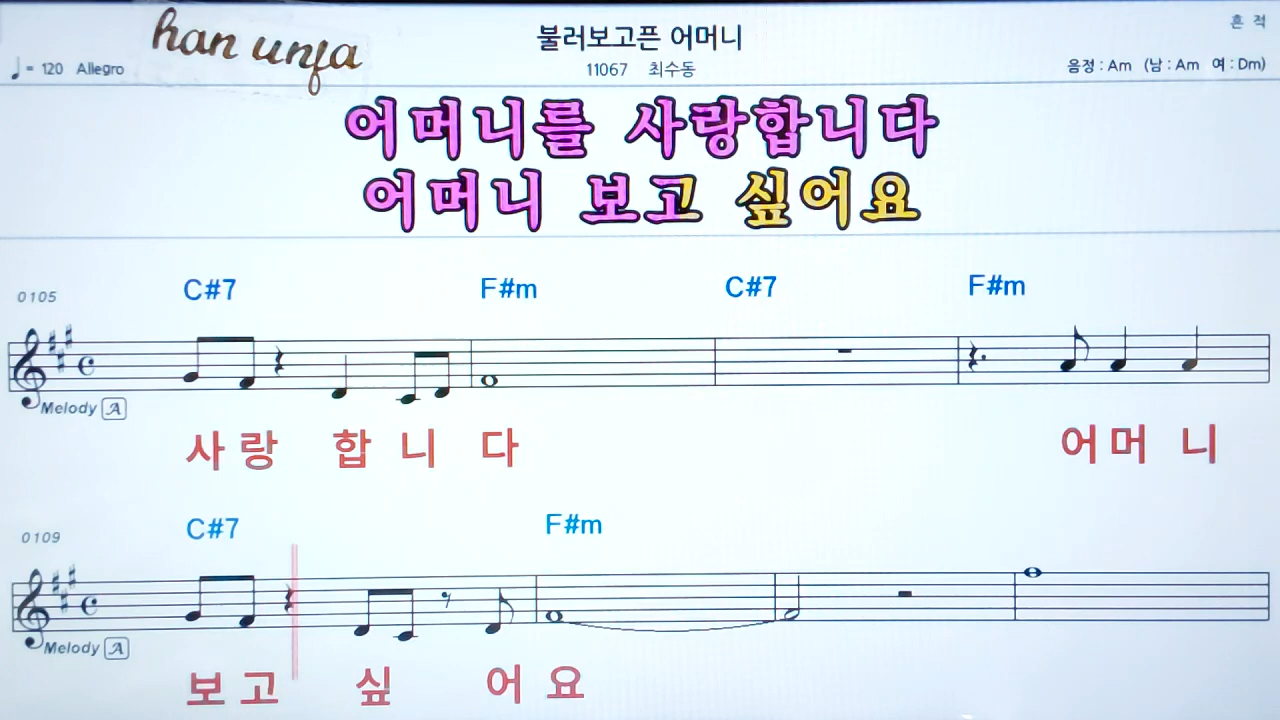 han unja
불러보고픈 어머니
흔 적
♩= 120 Allegro
11067 최수동
음정 : Am (남 : Am 여 : Dm)
어머니를 사랑합니다
어머니 보고 싶어요
0105
C#7 F#m C#7 F#m
Melody A
사 랑 합 니 다 어 머 니
0109
C#7 F#m
Melody A
보 고 싶 어 요